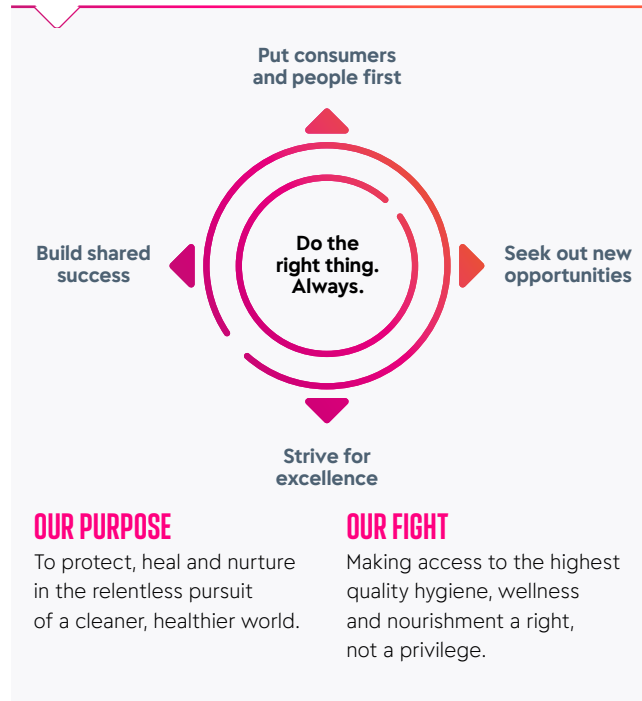 Put consumers
and people first
Build shared
success
Do the
right thing.
Always.
Seek out new
opportunities
Strive for
excellence
OUR PURPOSE
To protect, heal and nurture
in the relentless pursuit
of a cleaner, healthier world.
OUR FIGHT
Making access to the highest
quality hygiene, wellness
and nourishment a right,
not a privilege.